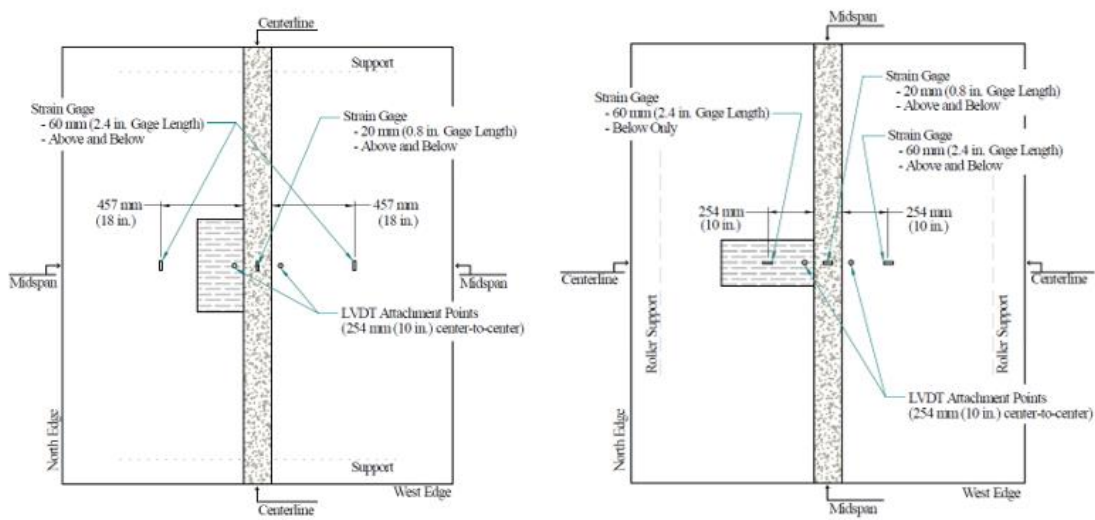 Centerline
Support
Strain Gage
- 60 mm (2.4 in. Gage Length)
- Above and Below
Strain Gage
- 20 mm (0.8 in. Gage Length)
- Above and Below
457 mm
(18 in.)
457 mm
(18 in.)
Midspan
Midspan
LVDT Attachment Points
(254 mm (10 in.) center-to-center)
North Edge
Support
West Edge
Centerline
Midspan
Strain Gage
- 20 mm (0.8 in. Gage Length)
- Above and Below
Strain Gage
- 60 mm (2.4 in. Gage Length)
- Below Only
Strain Gage
- 60 mm (2.4 in. Gage Length)
- Above and Below
254 mm
(10 in.)
254 mm
(10 in.)
Centerline
Centerline
Roller Support
Roller Support
LVDT Attachment Points
(254 mm (10 in.) center-to-center)
North Edge
West Edge
Midspan